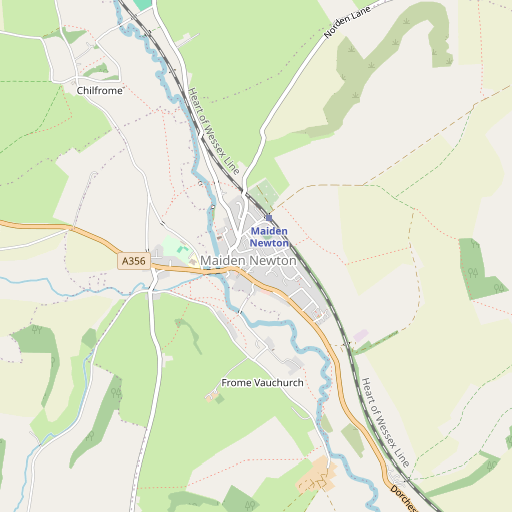 Norden Lane
Chilfrome
Heart of Wessex Line
Maiden
Newton
A356
Maiden Newton
Frome Vauchurch
Heart of Wessex Line
Dorches